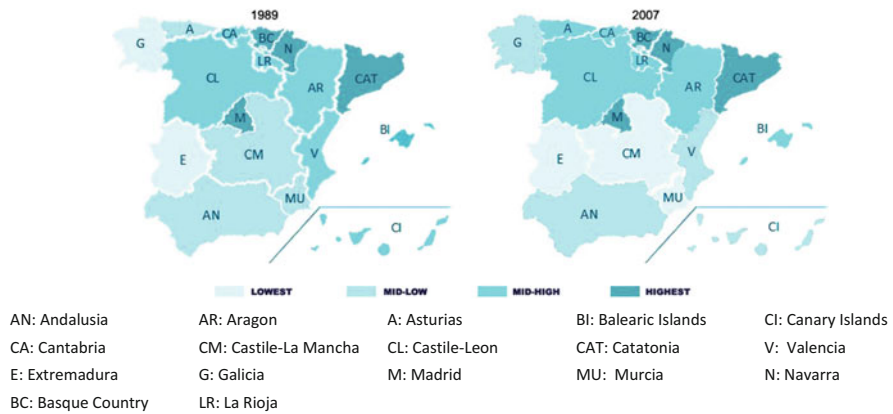 1989
2007
G
A
CA
BC
N
LR
CL
AR
CAT
M
BI
E
CM
V
MU
AN
CI
G
A
CA
BC
N
LR
CL
AR
CAT
M
BI
E
CM
V
MU
AN
CI
LOWEST MID-LOW MID-HIGH HIGHEST
AN: Andalusia AR: Aragon A: Asturias BI: Balearic Islands CI: Canary Islands
CA: Cantabria CM: Castile-La Mancha CL: Castile-Leon CAT: Catatonia V: Valencia
E: Extremadura G: Galicia M: Madrid MU: Murcia N: Navarra
BC: Basque Country LR: La Rioja